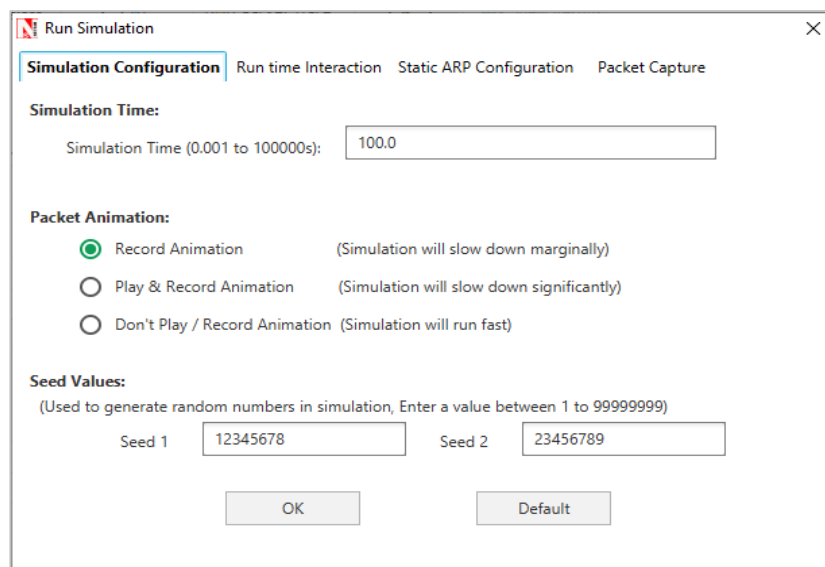 Run Simulation
Simulation Configuration Run time Interaction Static ARP Configuration Packet Capture
Simulation Time:
Simulation Time (0.001 to 100000s): 100.0
Packet Animation:
Record Animation (Simulation will slow down marginally)
Play & Record Animation (Simulation will slow down significantly)
Don't Play / Record Animation (Simulation will run fast)
Seed Values:
(Used to generate random numbers in simulation, Enter a value between 1 to 99999999)
Seed 1 12345678 Seed 2 23456789
OK Default